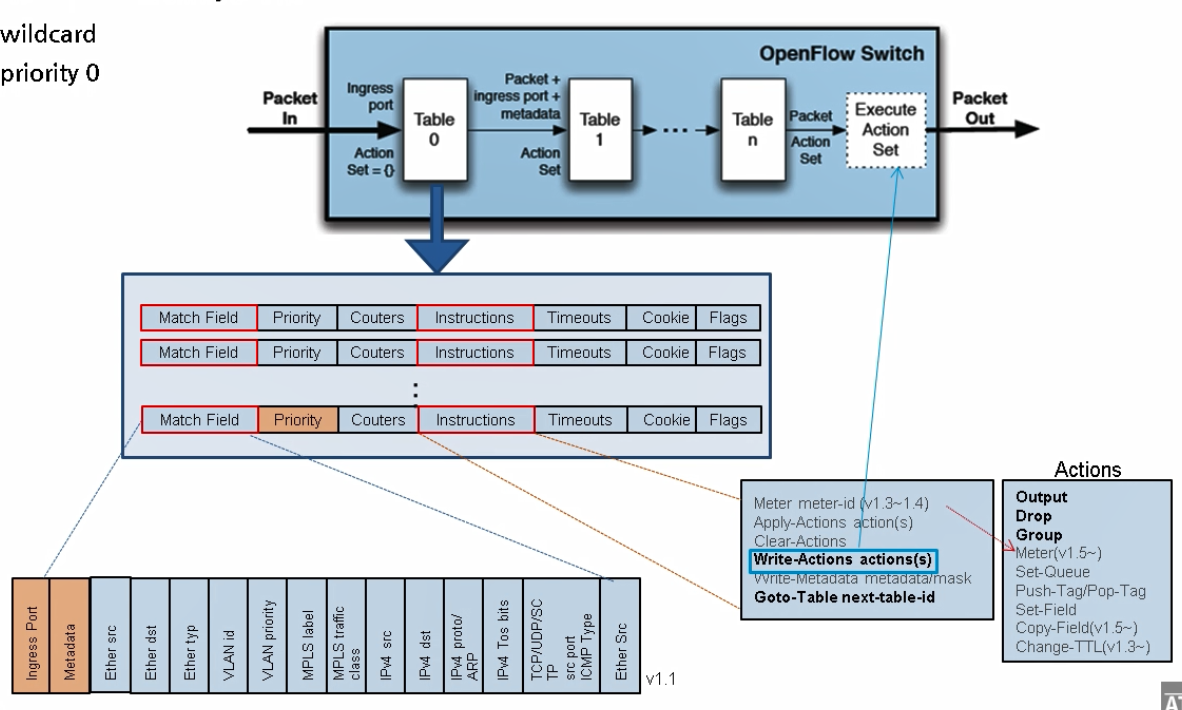 wildcard
priority 0
OpenFlow Switch
Packet
In
Ingress
port
Action
Set = {}
Table
0
Packet +
ingress port +
metadata
Action
Set
Table
1
...
Table
n
Packet
Action
Set
Execute
Action
Set
Packet
Out
Match Field Priority Couters Instructions Timeouts Cookie Flags
Match Field Priority Couters Instructions Timeouts Cookie Flags
Match Field Priority Couters Instructions Timeouts Cookie Flags
Meter meter-id (v1.3~1.4)
Apply-Actions action(s)
Clear-Actions
Write-Actions actions(s)
Write-Metadata metadata/mask
Goto-Table next-table-id
Actions
Output
Drop
Group
Meter(v1.5~)
Set-Queue
Push-Tag/Pop-Tag
Set-Field
Copy-Field(v1.5~)
Change-TTL(v1.3~)
Ingress Port
Metadata
Ether src
Ether dst
Ether typ
VLAN id
VLAN priority
MPLS label
MPLS traffic
class
IPv4 src
IPv4 dst
IPv4 proto/
ARP
IPv4 Tos bits
TCP/UDP/SC
TP
src port
ICMP Type
Ether Src
v1.1